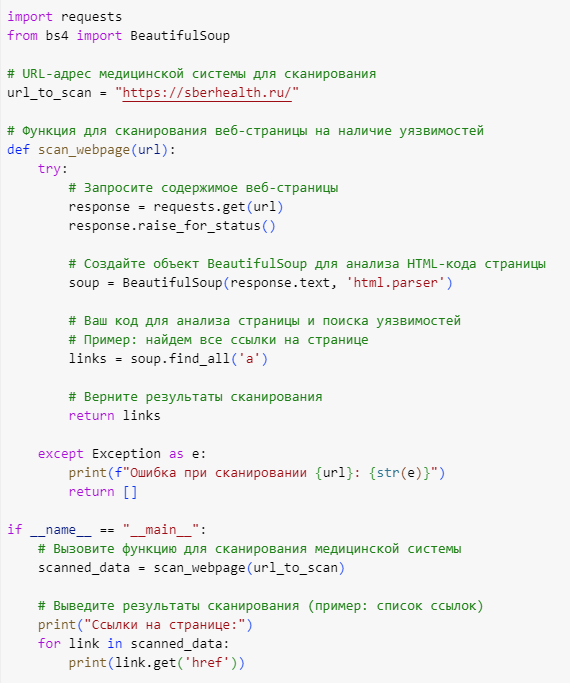 import requests
from bs4 import BeautifulSoup
# URL-адрес медицинской системы для сканирования
url_to_scan = "https://sberhealth.ru/"
# Функция для сканирования веб-страницы на наличие уязвимостей
def scan_webpage(url):
    try:
        # Запросите содержимое веб-страницы
        response = requests.get(url)
        response.raise_for_status()
        # Создайте объект BeautifulSoup для анализа HTML-кода страницы
        soup = BeautifulSoup(response.text, 'html.parser')
        # Ваш код для анализа страницы и поиска уязвимостей
        # Пример: найдем все ссылки на странице
        links = soup.find_all('a')
        # Верните результаты сканирования
        return links
    except Exception as e:
        print(f"Ошибка при сканировании {url}: {str(e)}")
        return []
if __name__ == "__main__":
    # Вызовите функцию для сканирования медицинской системы
    scanned_data = scan_webpage(url_to_scan)
    # Выведите результаты сканирования (пример: список ссылок)
    print("Ссылки на странице:")
    for link in scanned_data:
        print(link.get('href'))